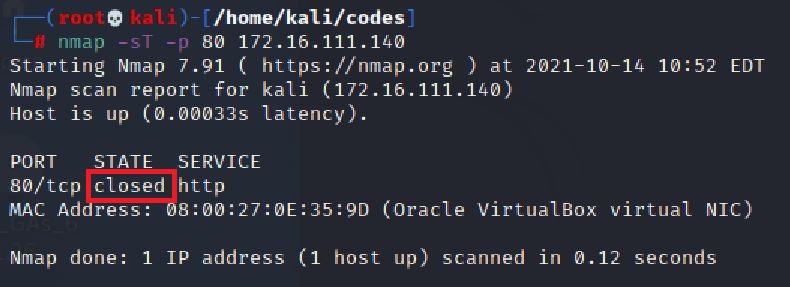 ┌──(root💀kali)-[/home/kali/codes]
└─# nmap -sT -p 80 172.16.111.140
Starting Nmap 7.91 ( https://nmap.org ) at 2021-10-14 10:52 EDT
Nmap scan report for kali (172.16.111.140)
Host is up (0.00033s latency).

PORT   STATE  SERVICE
80/tcp closed http
MAC Address: 08:00:27:0E:35:9D (Oracle VirtualBox virtual NIC)

Nmap done: 1 IP address (1 host up) scanned in 0.12 seconds